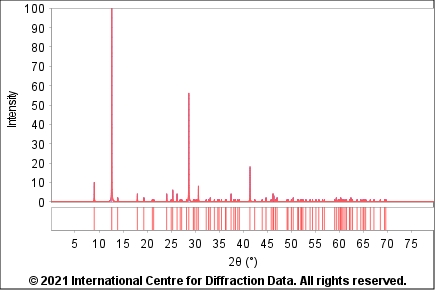 100
90
80
70
60
50
40
30
20
10
0
Intensity
5 10 15 20 25 30 35 40 45 50 55 60 65 70 75
2θ (°)
© 2021 International Centre for Diffraction Data. All rights reserved.